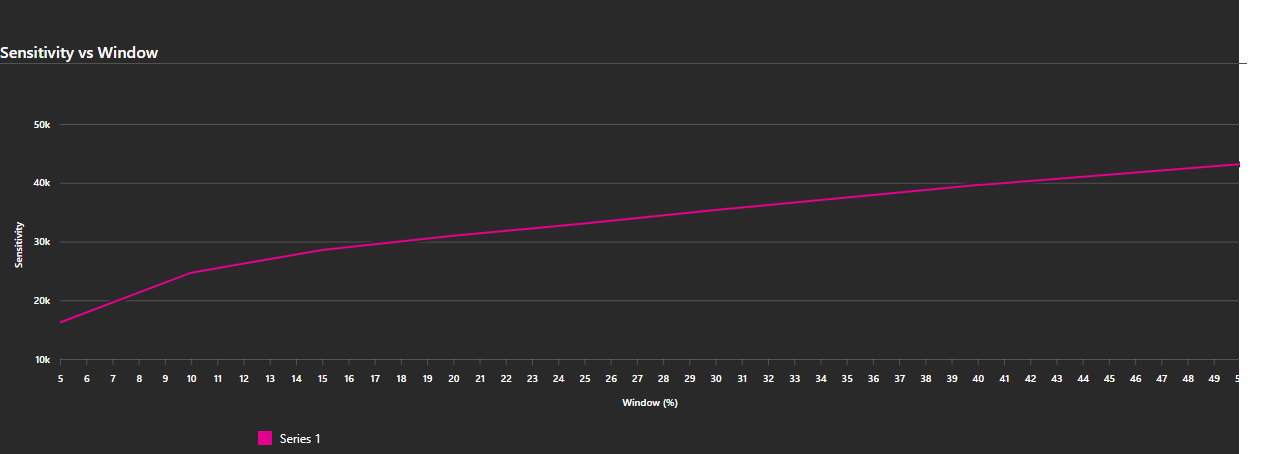 Sensitivity vs Window
50k
40k
30k
20k
10k
Sensitivity
5 6 7 8 9 10 11 12 13 14 15 16 17 18 19 20 21 22 23 24 25 26 27 28 29 30 31 32 33 34 35 36 37 38 39 40 41 42 43 44 45 46 47 48 49
Window (%)
Series 1